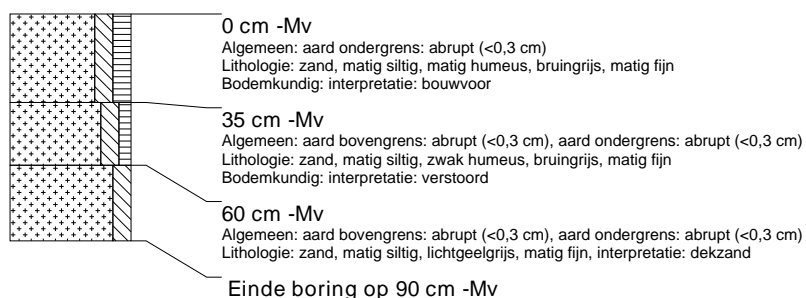 0 cm -Mv
Algemeen: aard ondergrens: abrupt (<0,3 cm)
Lithologie: zand, matig siltig, matig humeus, bruingrijs, matig fijn
Bodemkundig: interpretatie: bouwvoor
35 cm -Mv
Algemeen: aard bovengrens: abrupt (<0,3 cm), aard ondergrens: abrupt (<0,3 cm)
Lithologie: zand, matig siltig, zwak humeus, bruingrijs, matig fijn
Bodemkundig: interpretatie: verstoord
60 cm -Mv
Algemeen: aard bovengrens: abrupt (<0,3 cm), aard ondergrens: abrupt (<0,3 cm)
Lithologie: zand, matig siltig, lichtgeelgrijs, matig fijn, interpretatie: dekzand
Einde boring op 90 cm -Mv